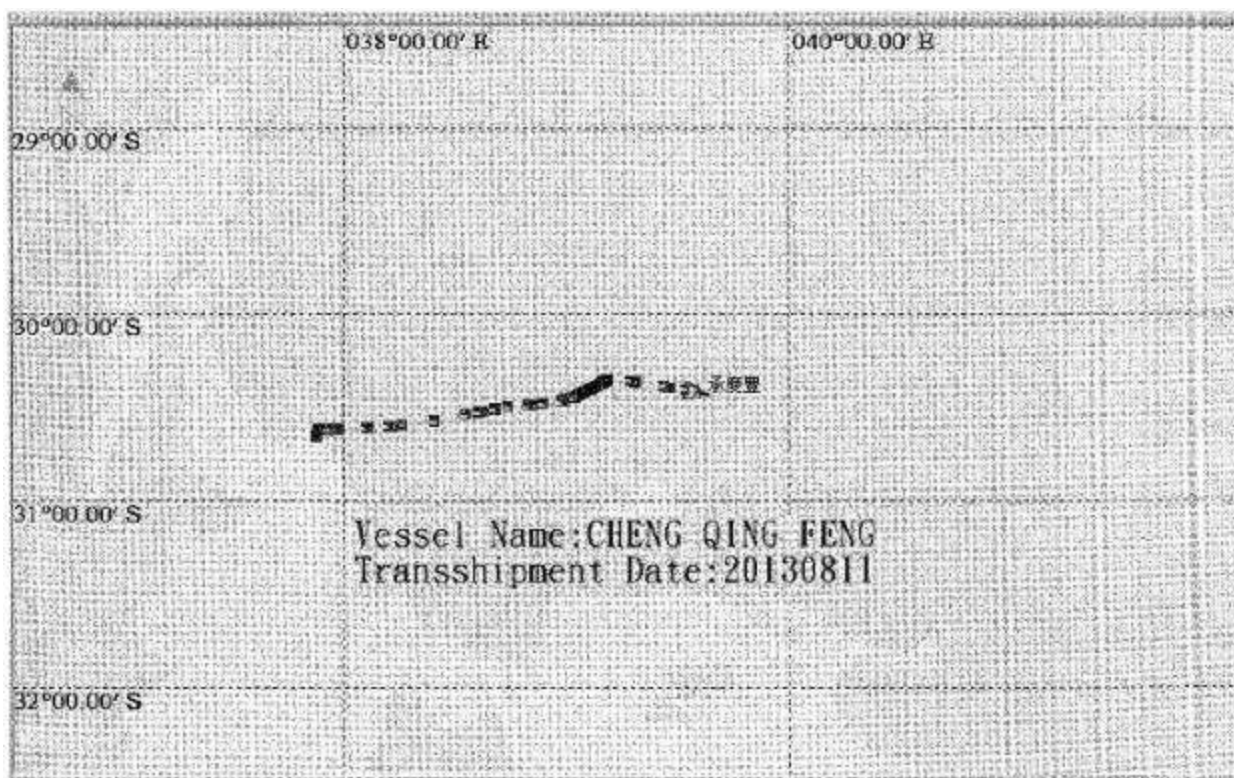 038°00.00' E
040°00.00' E
29°00.00' S
30°00.00' S
31°00.00' S
Vessel Name:CHENG QING FENG
Transshipment Date:20130811
32°00.00' S